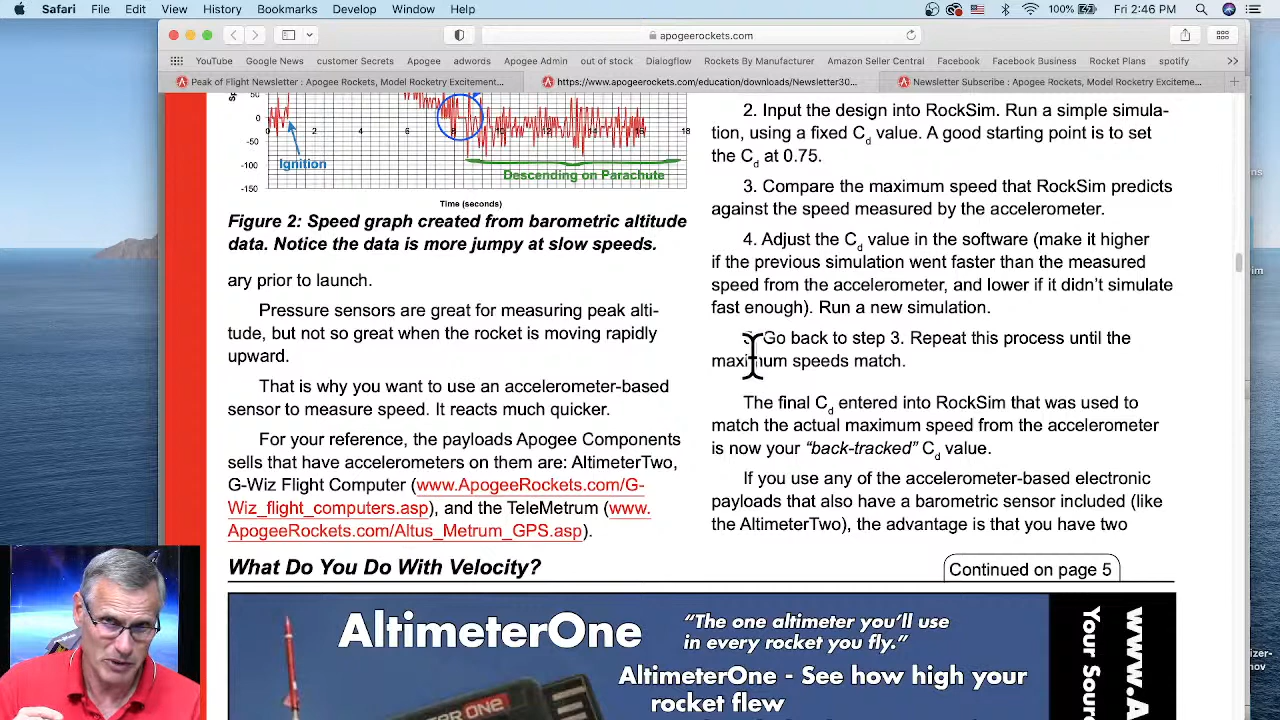 Safari File Edit View History Bookmarks Develop Window Help 100% Fri 2:46 PM
apogeerockets.com
YouTube Google News customer Secrets Apogee adwords Apogee Admin out of stock Dialogflow Rockets By Manufacturer Amazon Seller Central Facebook Facebook Business Rocket Plans spotify
Peak of Flight Newsletter : Apogee Rockets, Model Rocketry Excitement... https://www.apogeerockets.com/education/downloads/Newsletter30... Newsletter Subscribe : Apogee Rockets, Model Rocketry Exciteme...
0
-50
-100
-150
0 2 4 6 8 10 12 14 16 18
Ignition
Descending on Parachute
Time (seconds)
Figure 2: Speed graph created from barometric altitude
data. Notice the data is more jumpy at slow speeds.
ary prior to launch.
Pressure sensors are great for measuring peak alti-
tude, but not so great when the rocket is moving rapidly
upward.
That is why you want to use an accelerometer-based
sensor to measure speed. It reacts much quicker.
For your reference, the payloads Apogee Components
sells that have accelerometers on them are: AltimeterTwo,
G-Wiz Flight Computer (www.ApogeeRockets.com/G-
Wiz_flight_computers.asp), and the TeleMetrum (www.
ApogeeRockets.com/Altus_Metrum_GPS.asp).
What Do You Do With Velocity?
2. Input the design into RockSim. Run a simple simula-
tion, using a fixed Cd value. A good starting point is to set
the Cd at 0.75.
3. Compare the maximum speed that RockSim predicts
against the speed measured by the accelerometer.
4. Adjust the Cd value in the software (make it higher
if the previous simulation went faster than the measured
speed from the accelerometer, and lower if it didn't simulate
fast enough). Run a new simulation.
Go back to step 3. Repeat this process until the
maximum speeds match.
The final Cd entered into RockSim that was used to
match the actual maximum speed from the accelerometer
is now your "back-tracked" Cd value.
If you use any of the accelerometer-based electronic
payloads that also have a barometric sensor included (like
the AltimeterTwo), the advantage is that you have two
Continued on page 5
AltimeterOne
"The one altimeter you'll use
in every rocket you fly."
AltimeterOne - See how high your
rocket flew
Your
www.